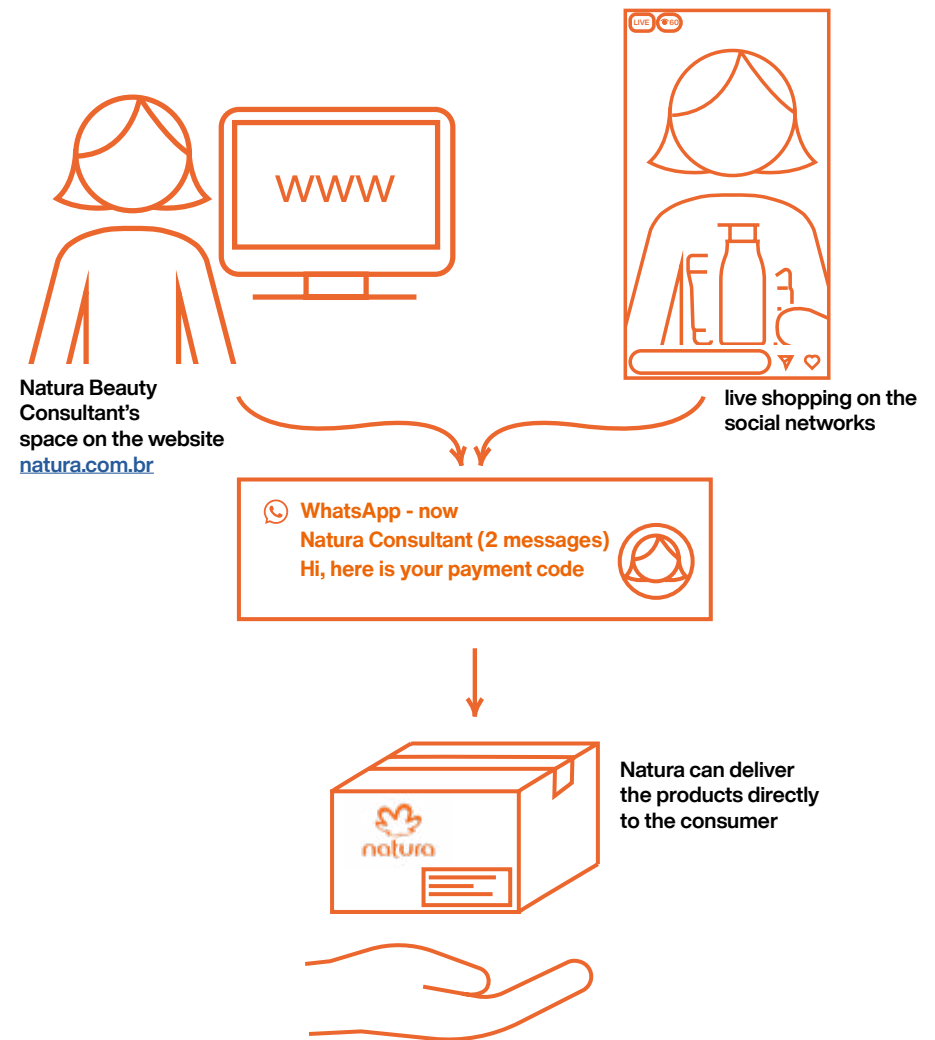 LIVE
60
www
Natura Beauty
Consultant's
space on the website
natura.com.br
live shopping on the
social networks
WhatsApp - now
Natura Consultant (2 messages)
Hi, here is your payment code
natura
Natura can deliver
the products directly
to the consumer